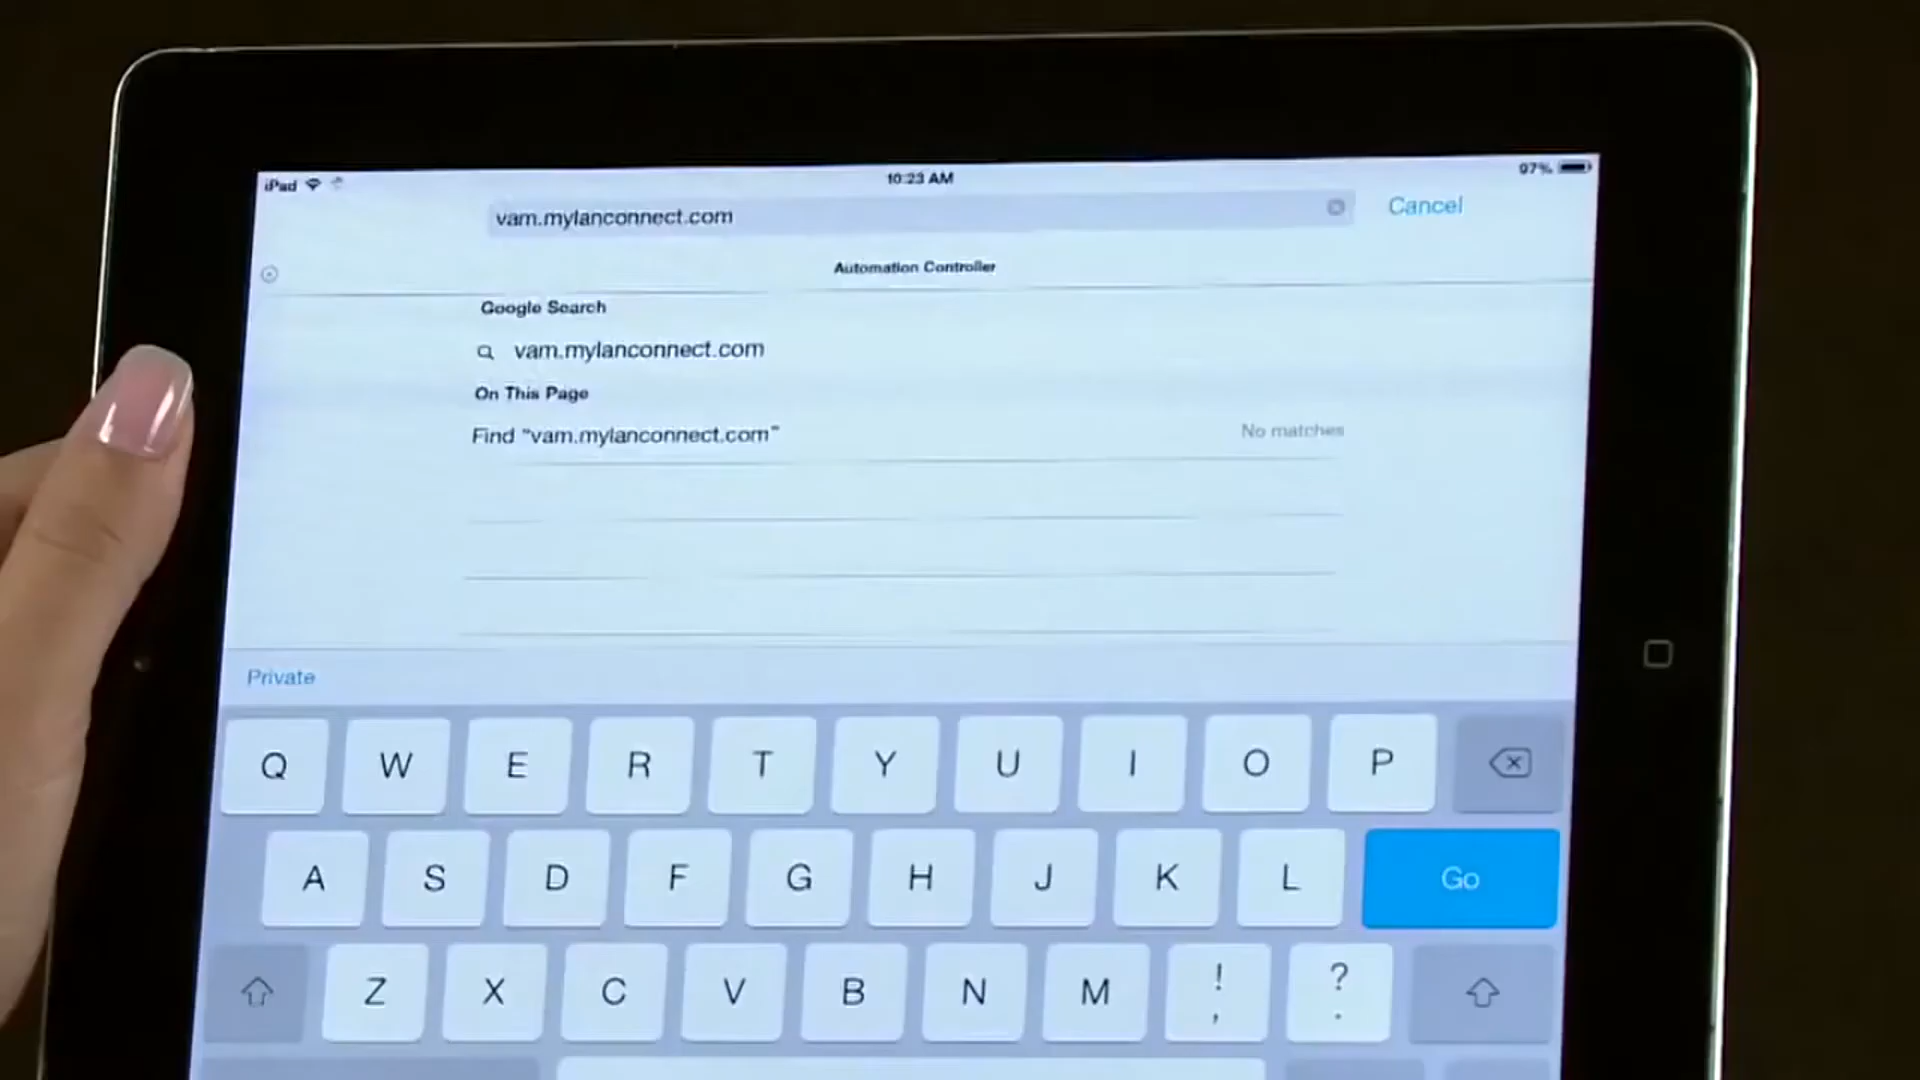 iPad
10:23 AM
97%
vam.mylanconnect.com
Cancel
Automation Controller
Google Search
vam.mylanconnect.com
On This Page
Find "vam.mylanconnect.com"
No matches
Private
Q W E R T Y U I O P
A S D F G H J K L Go
Z X C V B N M ! , ? .